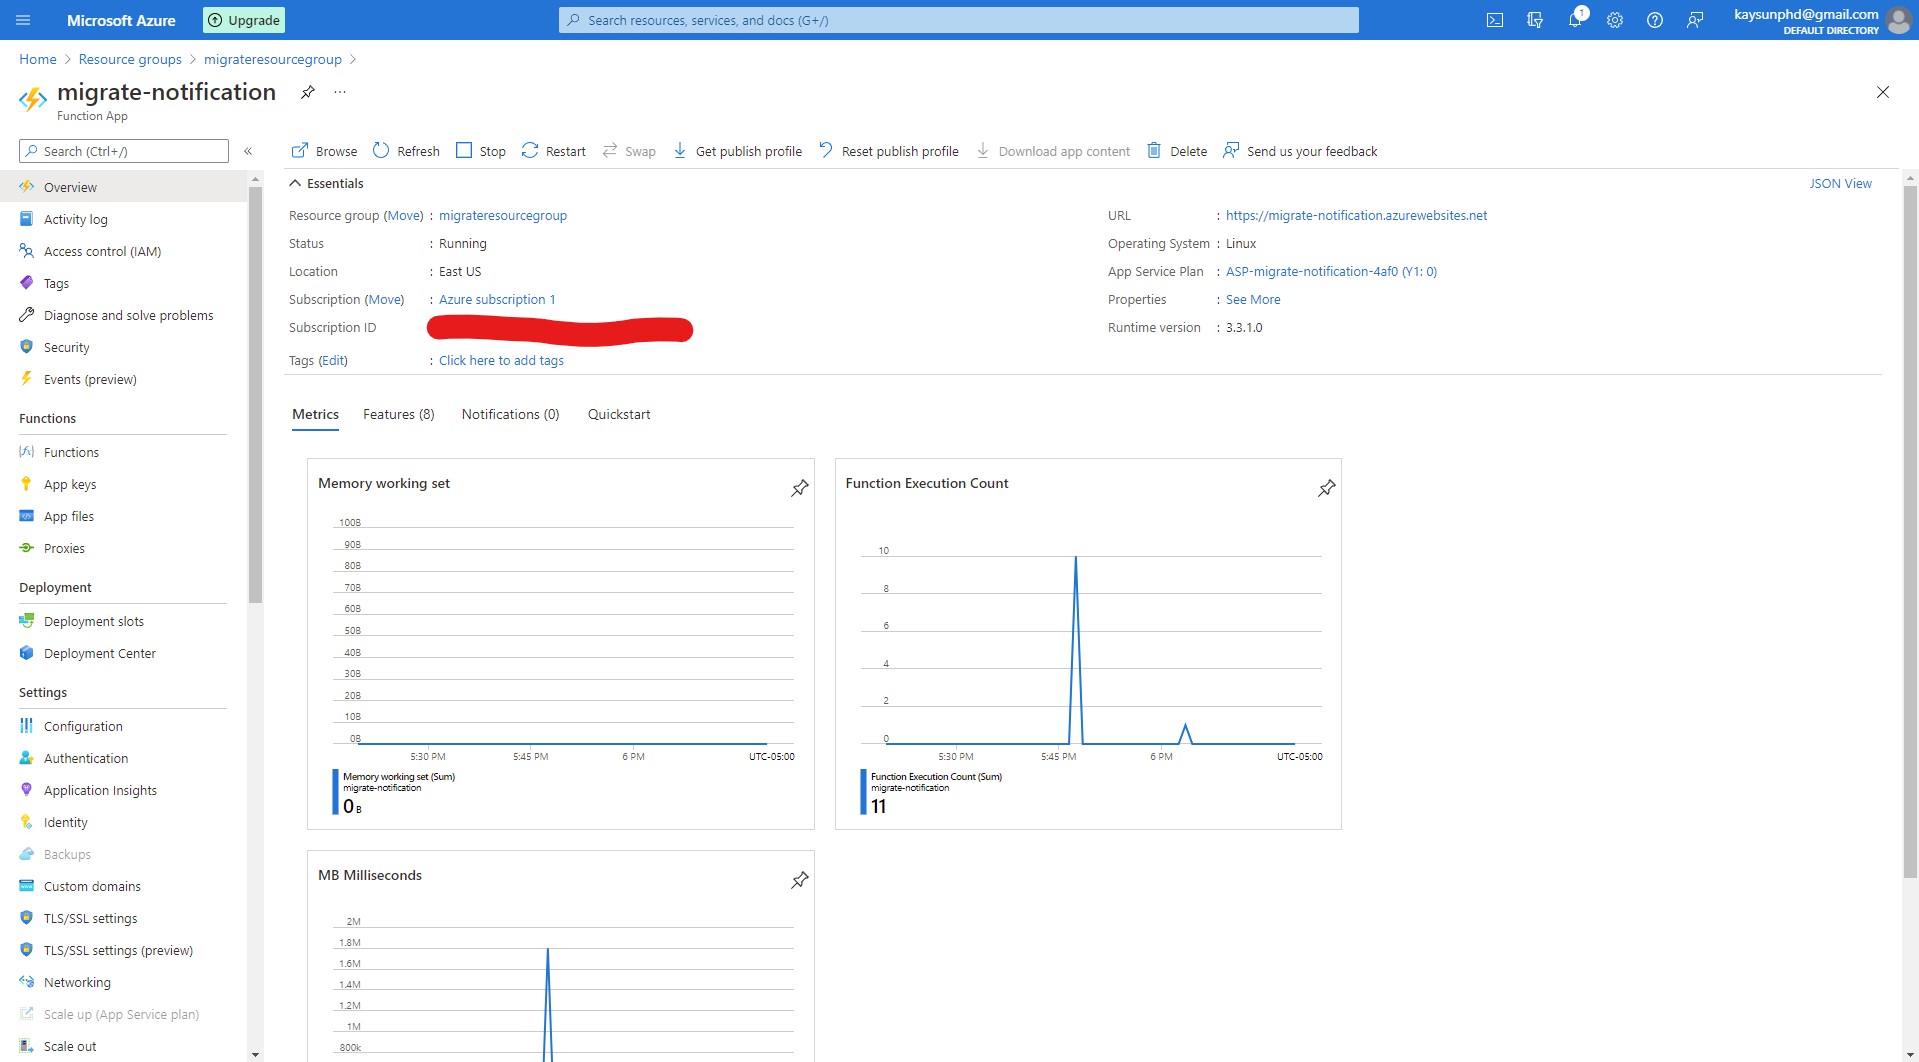 Microsoft Azure
Upgrade
Search resources, services, and docs (G+/)
1
kaysunphd@gmail.com
DEFAULT DIRECTORY
Home > Resource groups > migrateresourcegroup >
migrate-notification
...
Function App
Search (Ctrl+/)
«
Browse Refresh Stop Restart Swap Get publish profile Reset publish profile Download app content Delete Send us your feedback
Overview
Activity log
Access control (IAM)
Tags
Diagnose and solve problems
Security
Events (preview)
Functions
Functions
App keys
App files
Proxies
Deployment
Deployment slots
Deployment Center
Settings
Configuration
Authentication
Application Insights
Identity
Backups
Custom domains
TLS/SSL settings
TLS/SSL settings (preview)
Networking
Scale up (App Service plan)
Scale out
Essentials
JSON View
Resource group (Move) : migrateresourcegroup
Status : Running
Location : East US
Subscription (Move) : Azure subscription 1
Subscription ID
Tags (Edit) : Click here to add tags
URL : https://migrate-notification.azurewebsites.net
Operating System : Linux
App Service Plan : ASP-migrate-notification-4af0 (Y1: 0)
Properties : See More
Runtime version : 3.3.1.0
Metrics Features (8) Notifications (0) Quickstart
Memory working set
100B
90B
80B
70B
60B
50B
40B
30B
20B
10B
0B
5:30 PM 5:45 PM 6 PM UTC-05:00
Memory working set (Sum)
migrate-notification
0 B
Function Execution Count
10
8
6
4
2
0
5:30 PM 5:45 PM 6 PM UTC-05:00
Function Execution Count (Sum)
migrate-notification
11
MB Milliseconds
2M
1.8M
1.6M
1.4M
1.2M
1M
800k